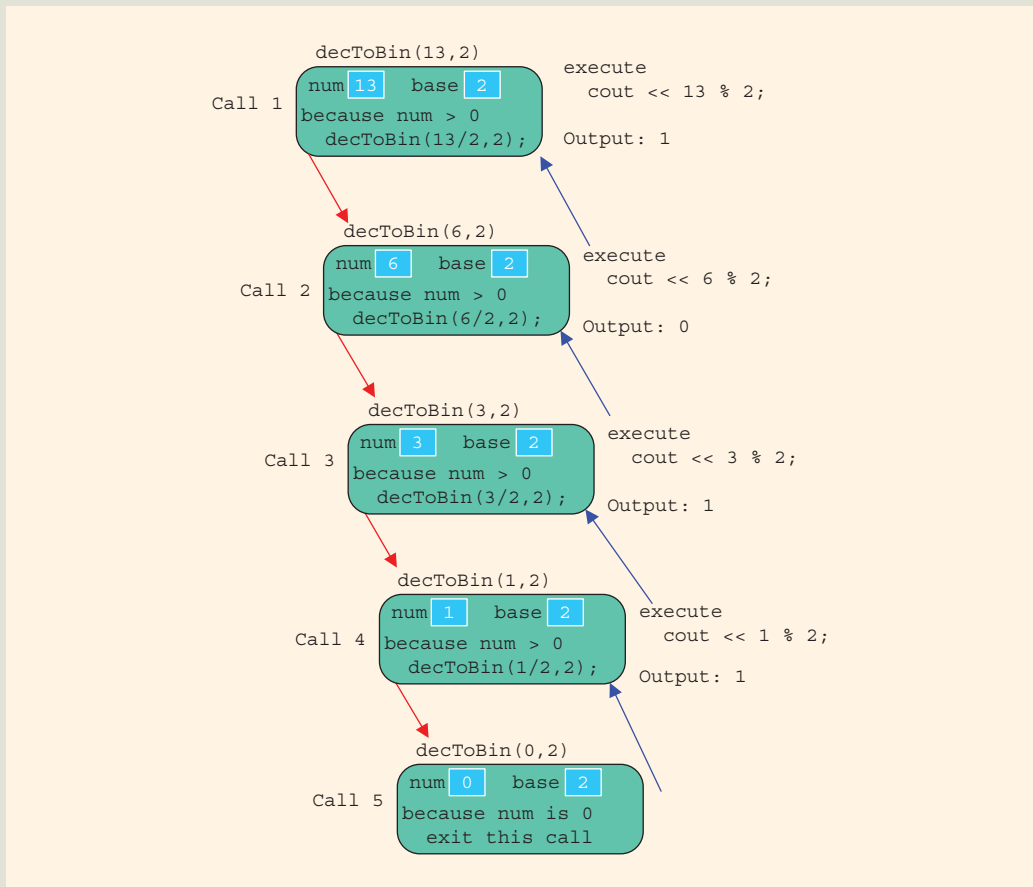 decToBin(13,2)
Call 1
num 13 base 2
because num > 0
decToBin(13/2,2);
execute
cout << 13 % 2;
Output: 1
decToBin(6,2)
Call 2
num 6 base 2
because num > 0
decToBin(6/2,2);
execute
cout << 6 % 2;
Output: 0
decToBin(3,2)
Call 3
num 3 base 2
because num > 0
decToBin(3/2,2);
execute
cout << 3 % 2;
Output: 1
decToBin(1,2)
Call 4
num 1 base 2
because num > 0
decToBin(1/2,2);
execute
cout << 1 % 2;
Output: 1
decToBin(0,2)
Call 5
num 0 base 2
because num is 0
exit this call